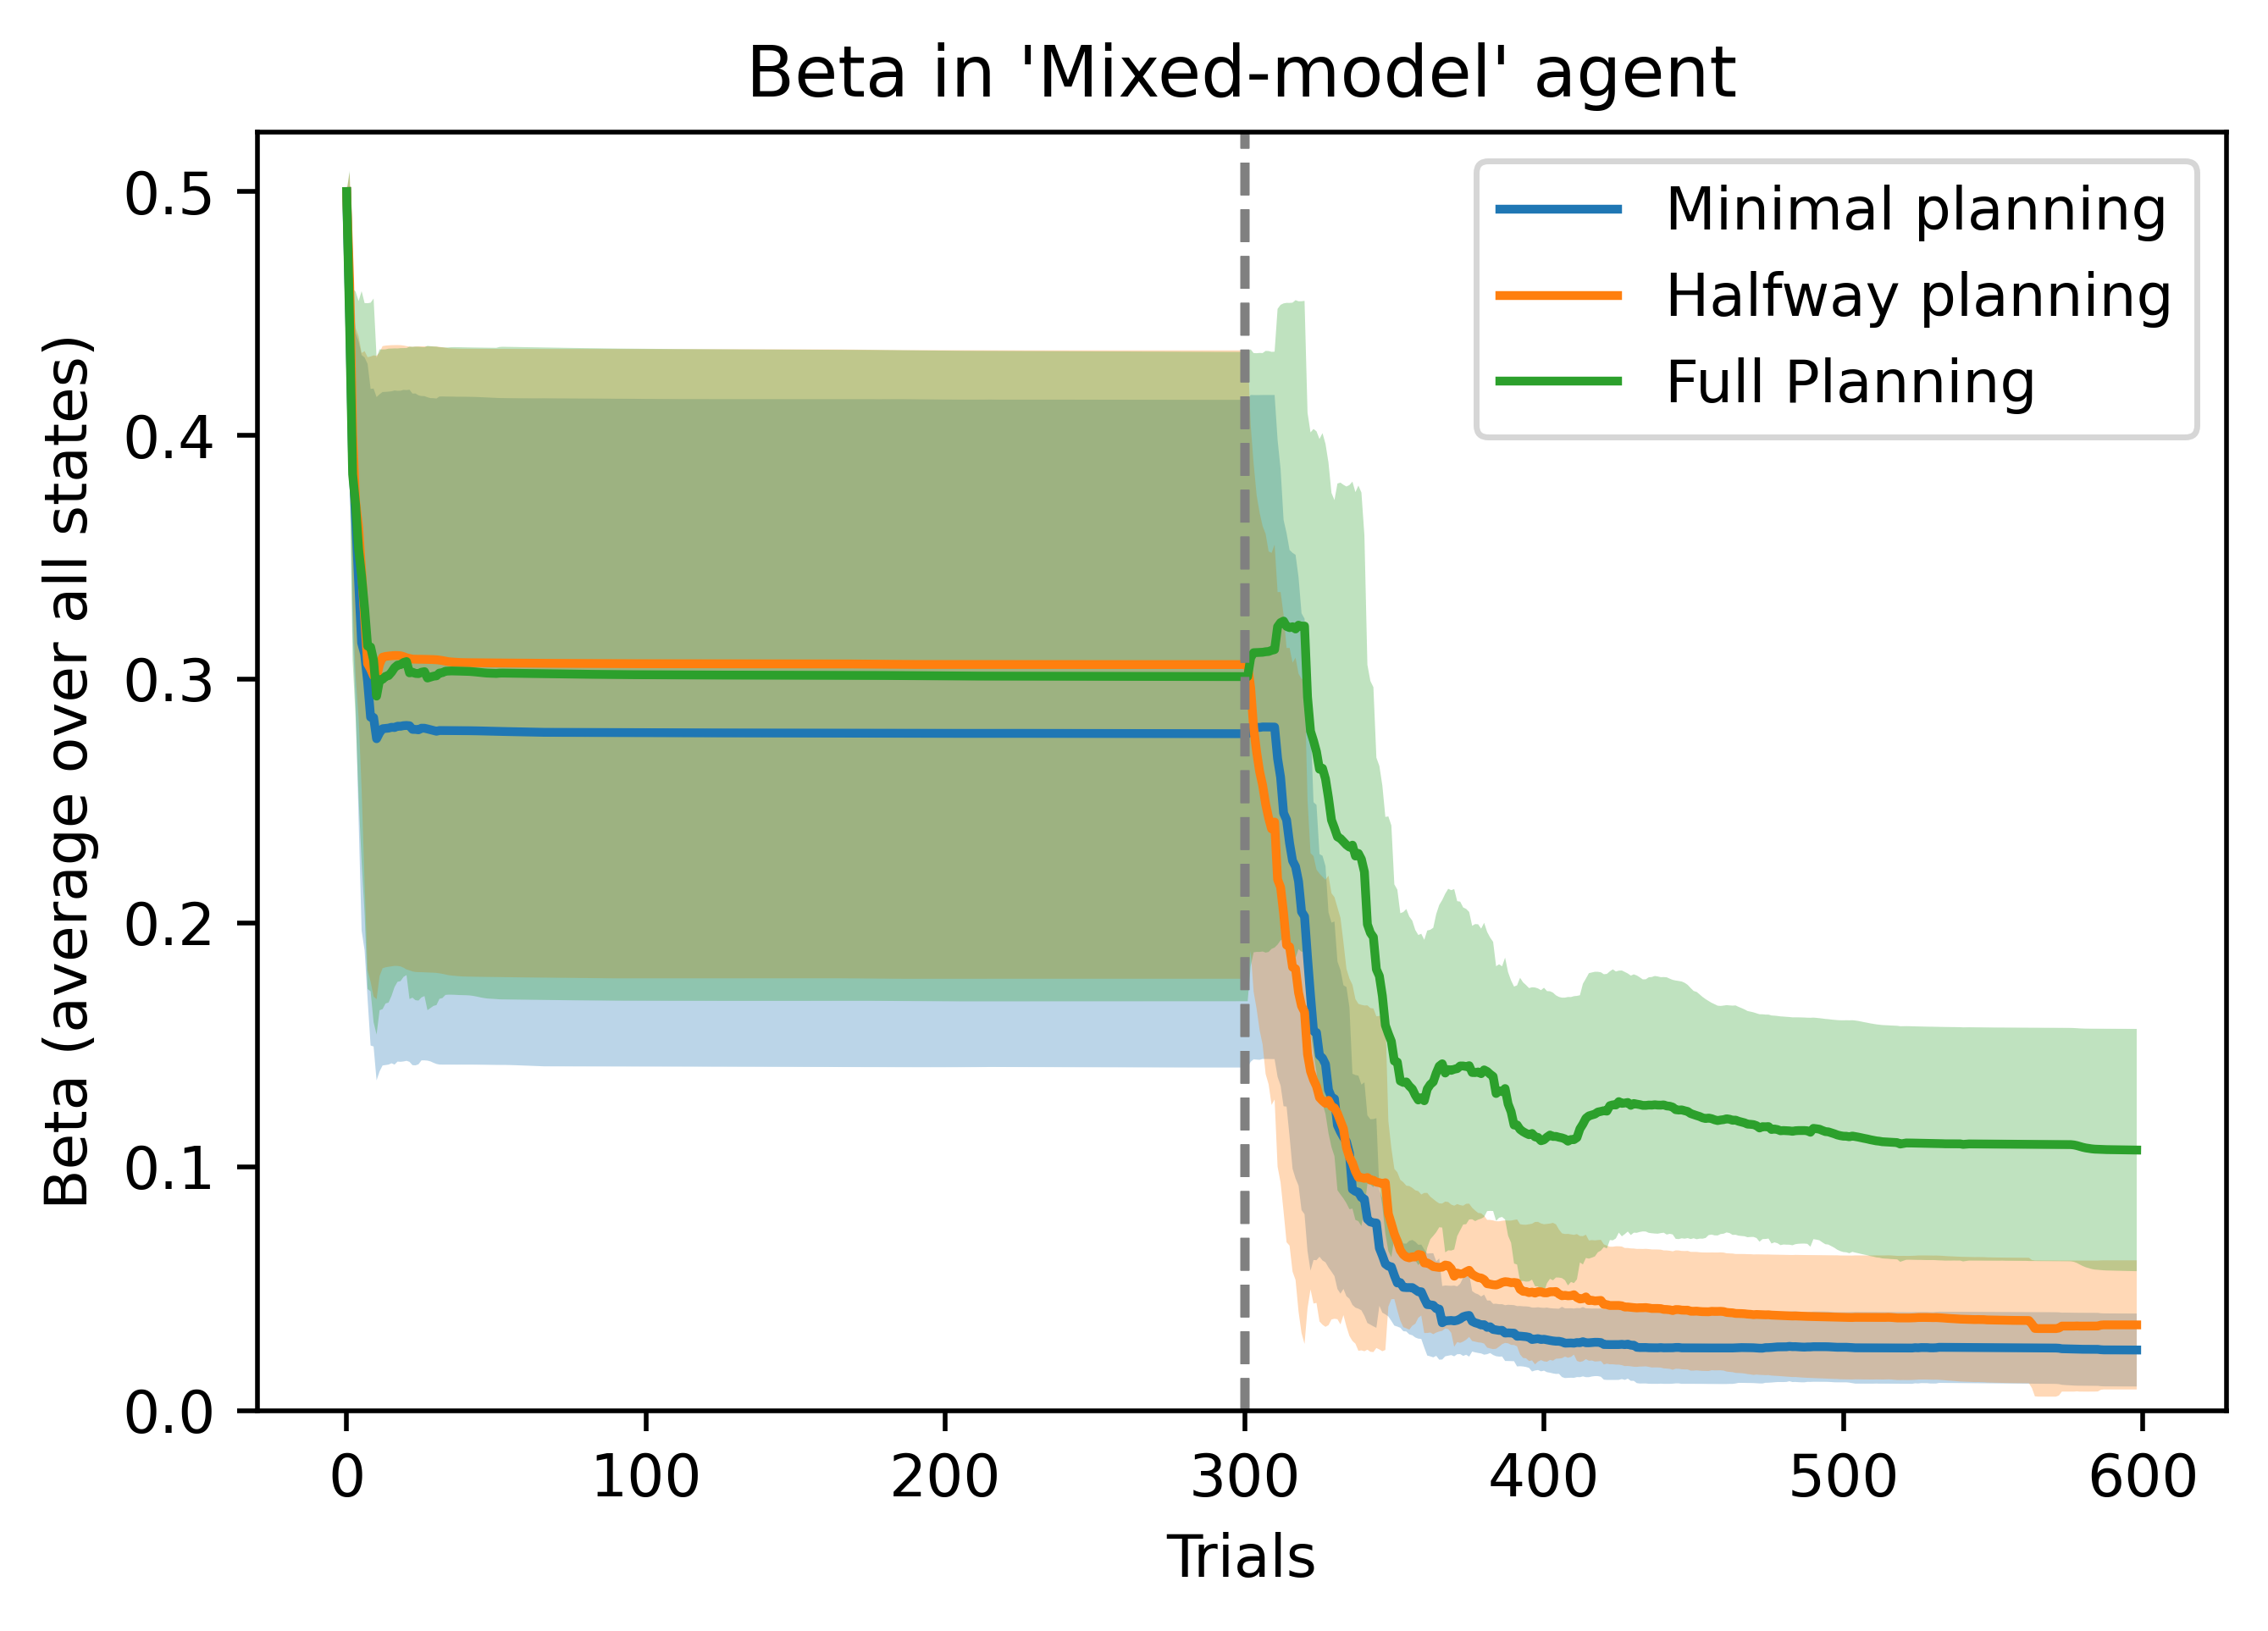 Beta in 'Mixed-model' agent
Minimal planning
Halfway planning
Full Planning
Beta (average over all states)
0.5
0.4
0.3
0.2
0.1
0.0
0 100 200 300 400 500 600
Trials